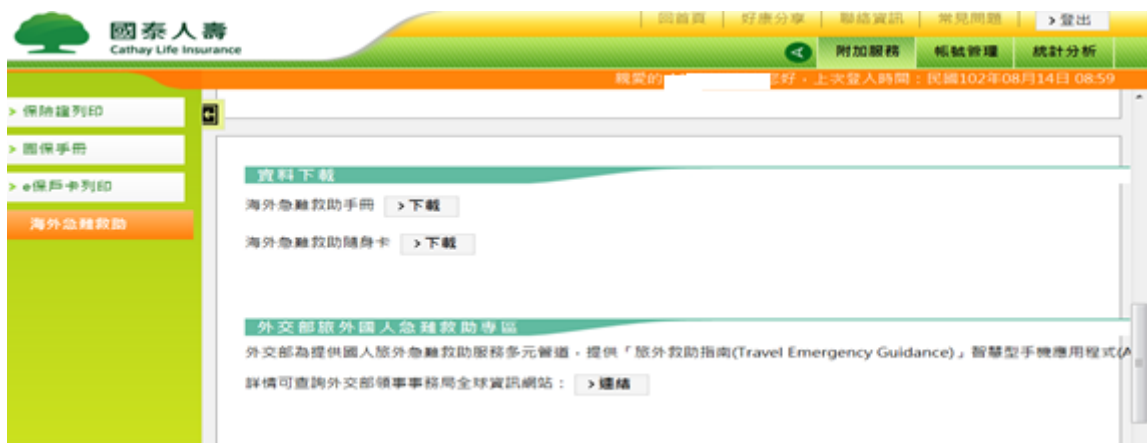 國泰人壽
Cathay Life Insurance
回首頁 好康分享 聯絡資訊 常見問題 >登出
附加服務 帳號管理 統計分析
親愛的 您好，上次登入時間：民國102年08月14日 08:59
> 保險證列印
> 團保手冊
> e保戶卡列印
海外急難救助
資料下載
海外急難救助手冊 >下載
海外急難救助隨身卡 >下載
外交部旅外國人急難救助專區
外交部為提供國人旅外急難救助服務多元管道，提供「旅外救助指南(Travel Emergency Guidance)」智慧型手機應用程式(A
詳情可查詢外交部領事事務局全球資訊網站： >連結